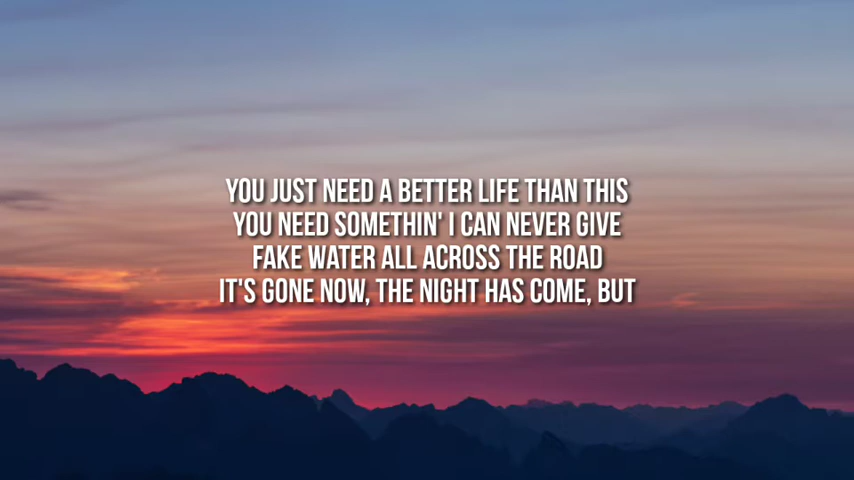 YOU JUST NEED A BETTER LIFE THAN THIS
YOU NEED SOMETHIN' I CAN NEVER GIVE
FAKE WATER ALL ACROSS THE ROAD
IT'S GONE NOW, THE NIGHT HAS COME, BUT